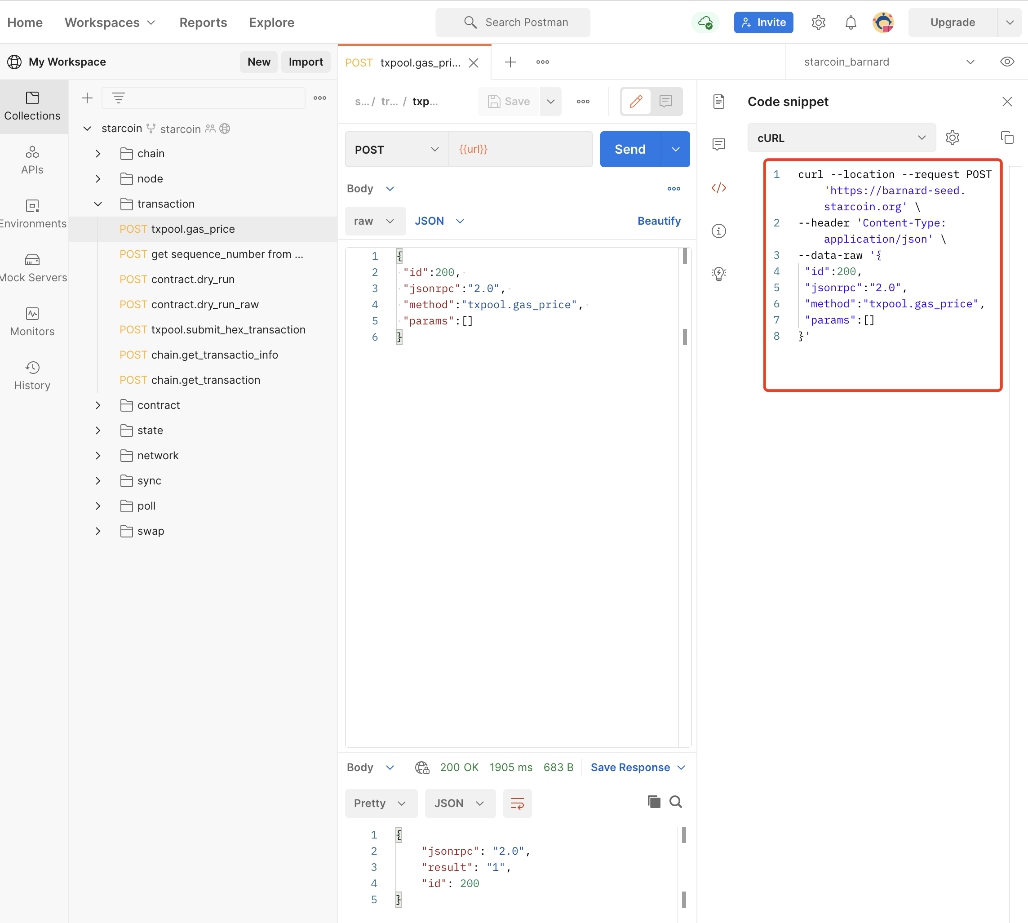 Home
Workspaces
Reports
Explore
Search Postman
Invite
Upgrade
My Workspace
New
Import
POST txpool.gas_pri...
starcoin_barnard
Collections
APIs
Environments
Mock Servers
Monitors
History
starcoin
starcoin
chain
node
transaction
POST txpool.gas_price
POST get sequence_number from ...
POST contract.dry_run
POST contract.dry_run_raw
POST txpool.submit_hex_transaction
POST chain.get_transactio_info
POST chain.get_transaction
contract
state
network
sync
poll
swap
s... / tr... / txp...
Save
POST
{{url}}
Send
Body
raw
JSON
Beautify
1 {
2 "id":200,
3 "jsonrpc":"2.0",
4 "method":"txpool.gas_price",
5 "params":[]
6 }
Body
200 OK
1905 ms
683 B
Save Response
Pretty
JSON
1 {
2 "jsonrpc": "2.0",
3 "result": "1",
4 "id": 200
5 }
Code snippet
cURL
1 curl --location --request POST
'https://barnard-seed.
starcoin.org' \
2 --header 'Content-Type:
application/json' \
3 --data-raw '{
4 "id":200,
5 "jsonrpc":"2.0",
6 "method":"txpool.gas_price",
7 "params":[]
8 }'